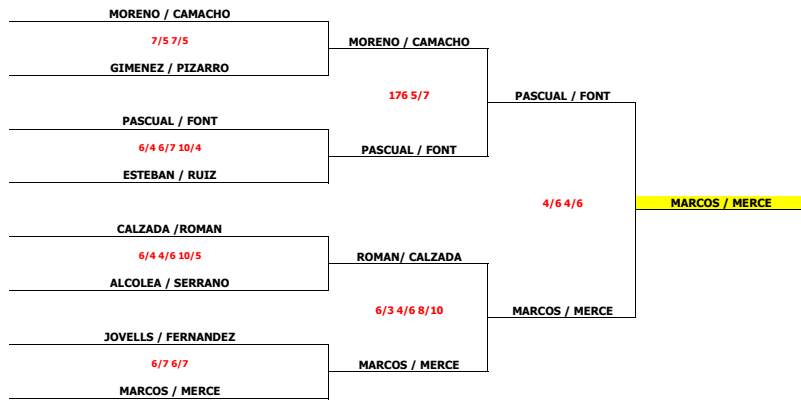 MORENO / CAMACHO
7/5 7/5
GIMENEZ / PIZARRO
PASCUAL / FONT
6/4 6/7 10/4
ESTEBAN / RUIZ
CALZADA /ROMAN
6/4 4/6 10/5
ALCOLEA / SERRANO
JOVELLS / FERNANDEZ
6/7 6/7
MARCOS / MERCE
MORENO / CAMACHO
176 5/7
PASCUAL / FONT
ROMAN/ CALZADA
6/3 4/6 8/10
MARCOS / MERCE
PASCUAL / FONT
4/6 4/6
MARCOS / MERCE
MARCOS / MERCE